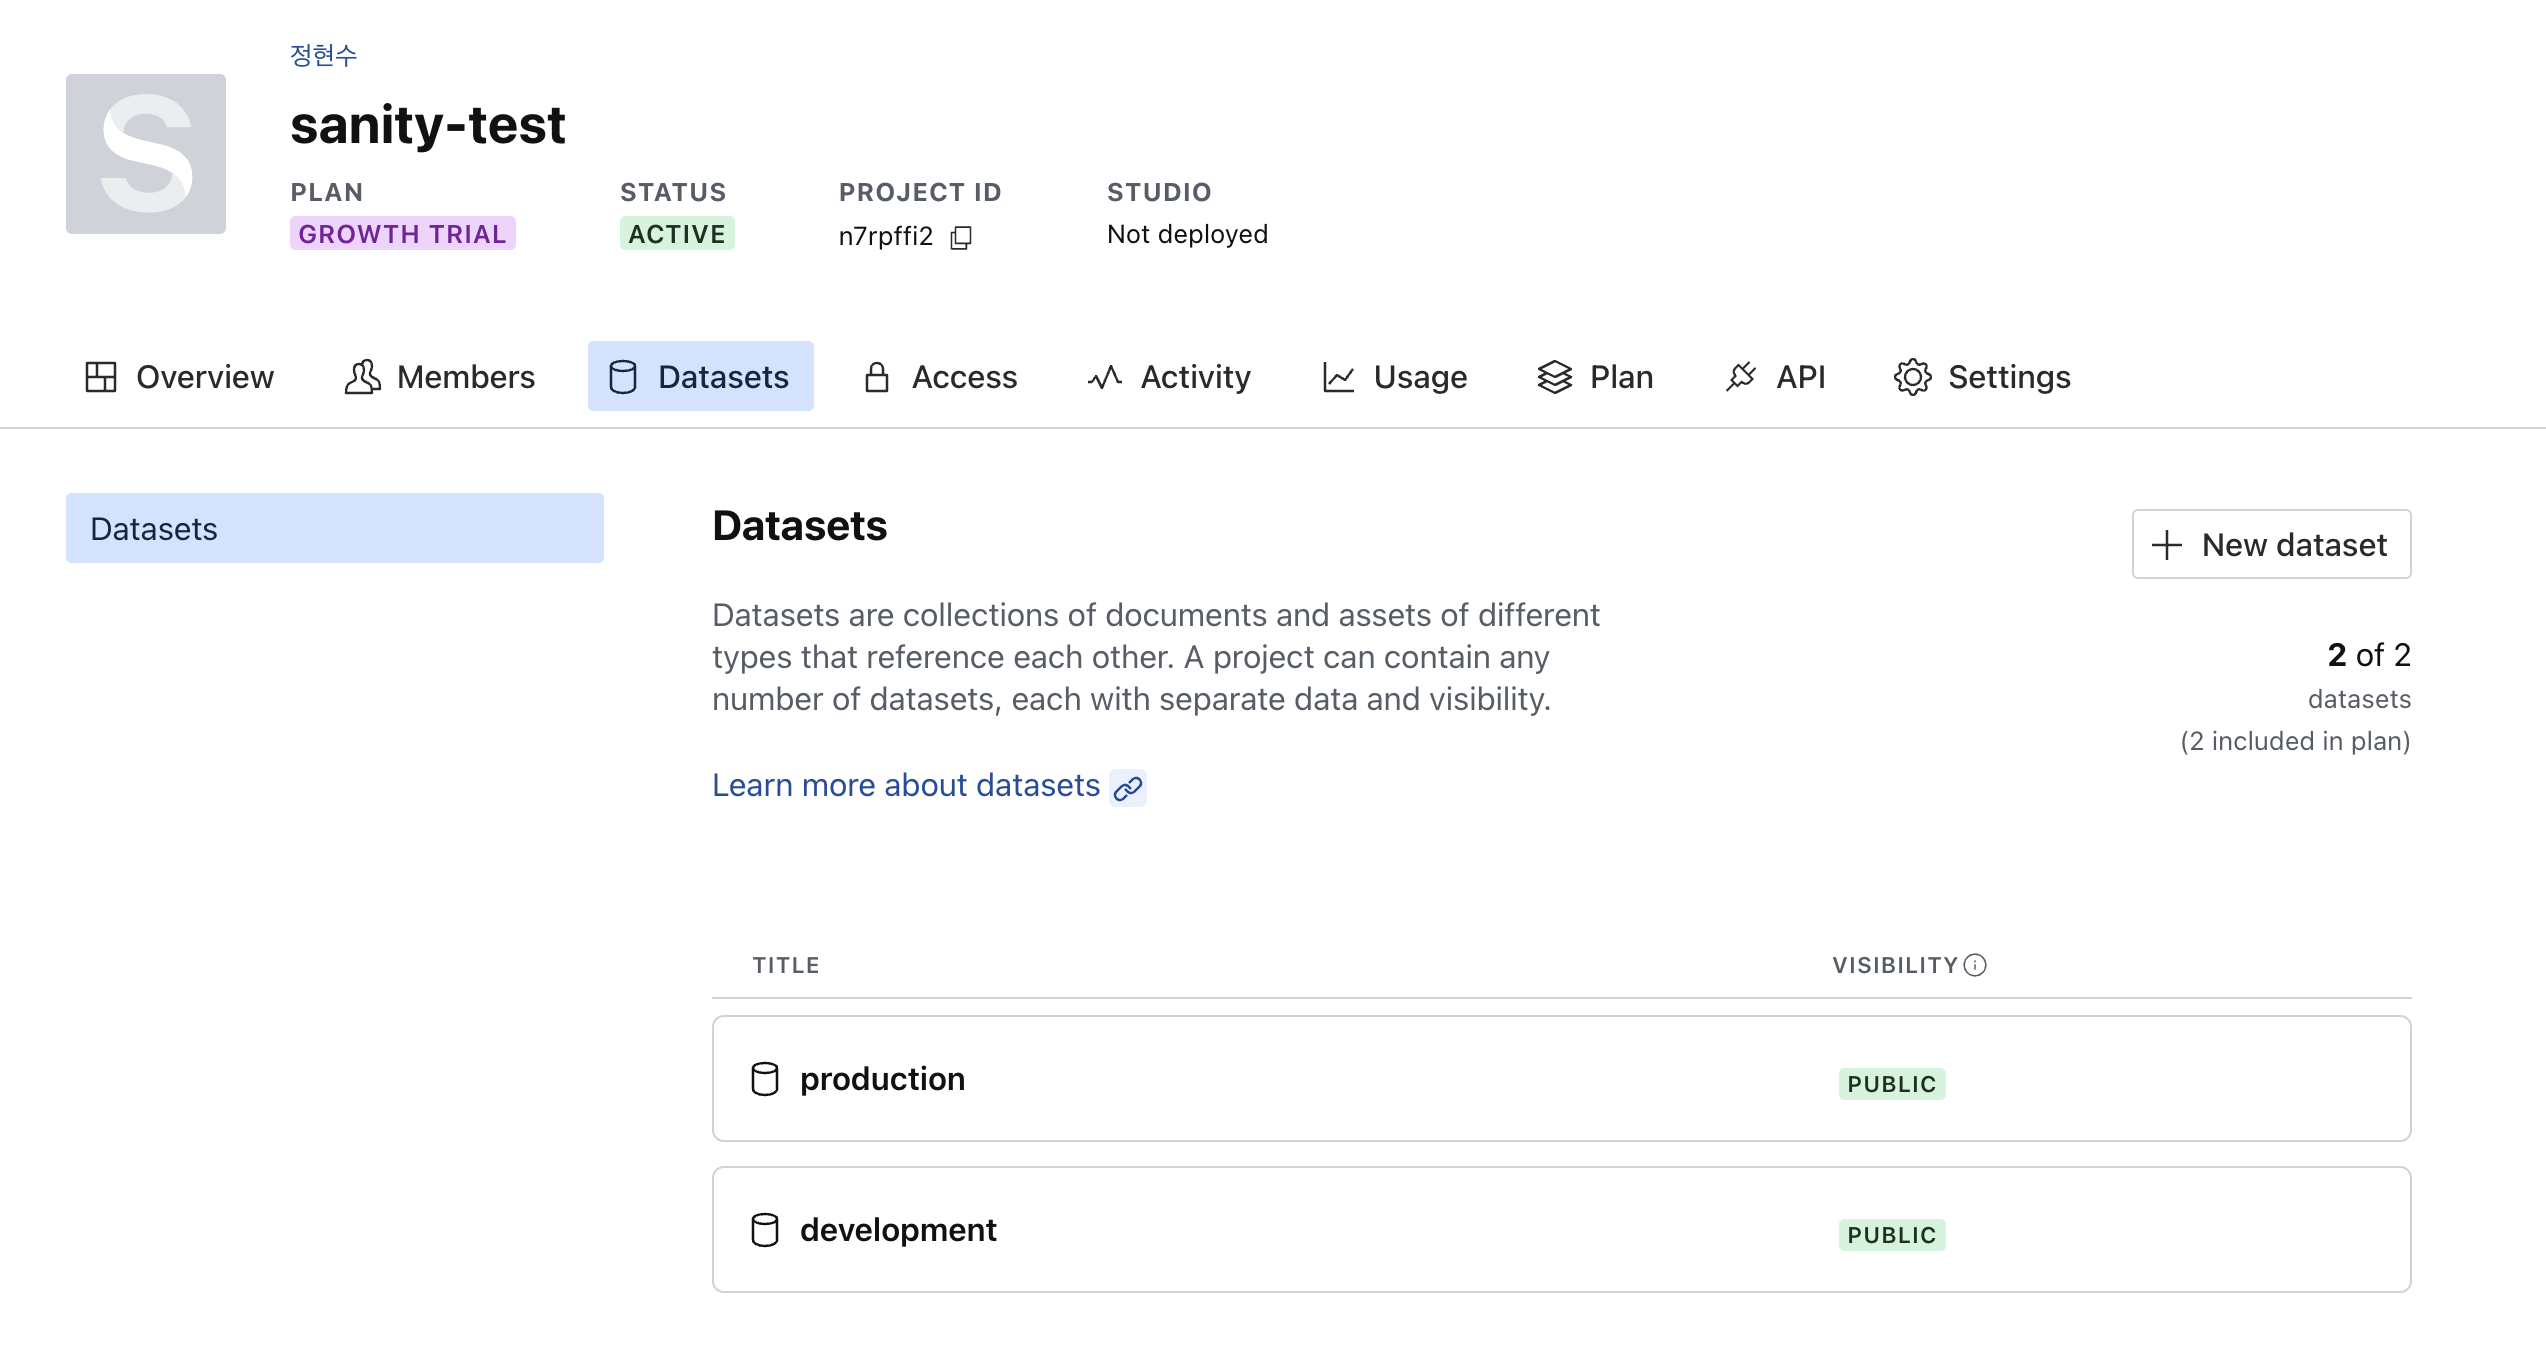 정현수
S
sanity-test
PLAN STATUS PROJECT ID STUDIO
GROWTH TRIAL ACTIVE n7rpffi2 Not deployed
Overview Members Datasets Access Activity Usage Plan API Settings
Datasets
Datasets
New dataset
Datasets are collections of documents and assets of different
types that reference each other. A project can contain any
number of datasets, each with separate data and visibility.
2 of 2
datasets
(2 included in plan)
Learn more about datasets
TITLE VISIBILITY
production PUBLIC
development PUBLIC